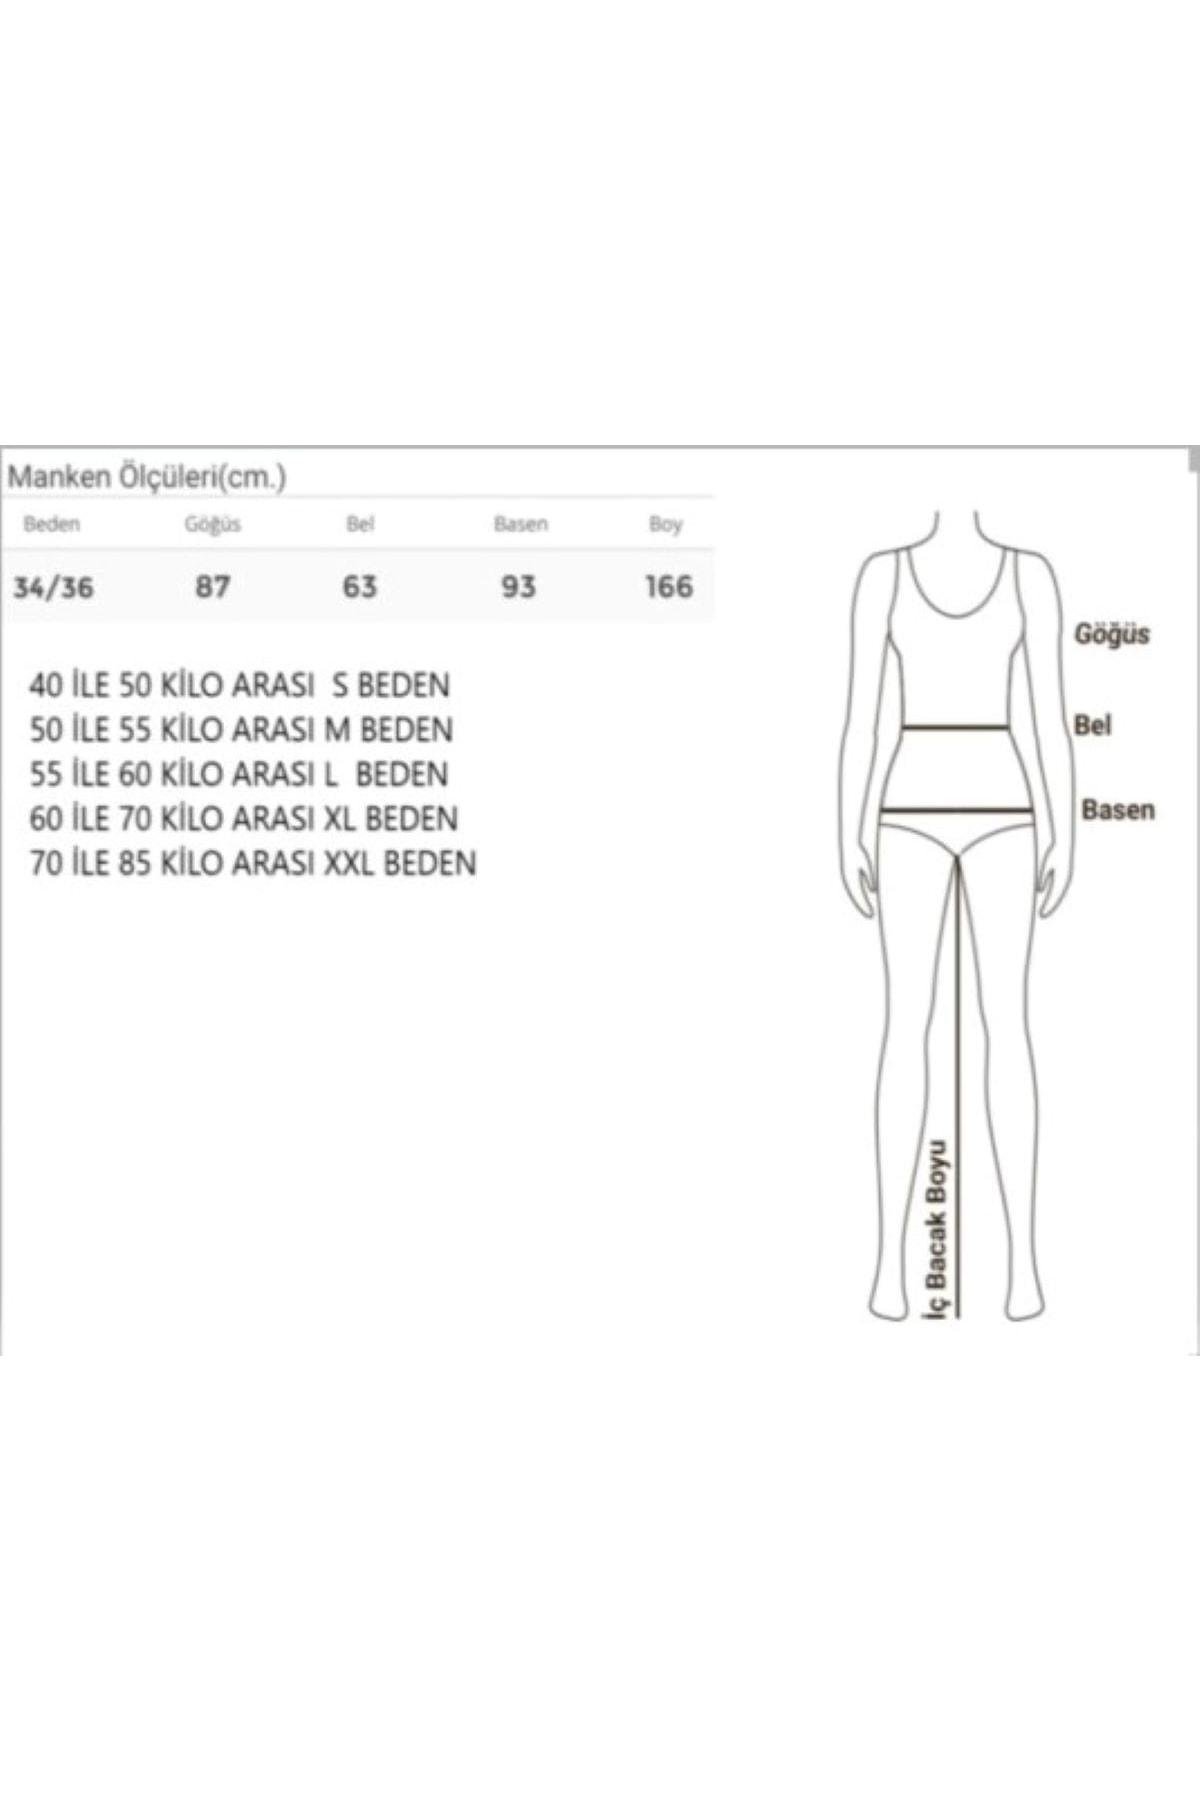 Manken Ölçüleri(cm.)
Beden Göğüs Bel Basen Boy
34/36 87 63 93 166
40 İLE 50 KİLO ARASI S BEDEN
50 İLE 55 KİLO ARASI M BEDEN
55 İLE 60 KİLO ARASI L BEDEN
60 İLE 70 KİLO ARASI XL BEDEN
70 İLE 85 KİLO ARASI XXL BEDEN
Göğüs
Bel
Basen
İç Bacak Boyu